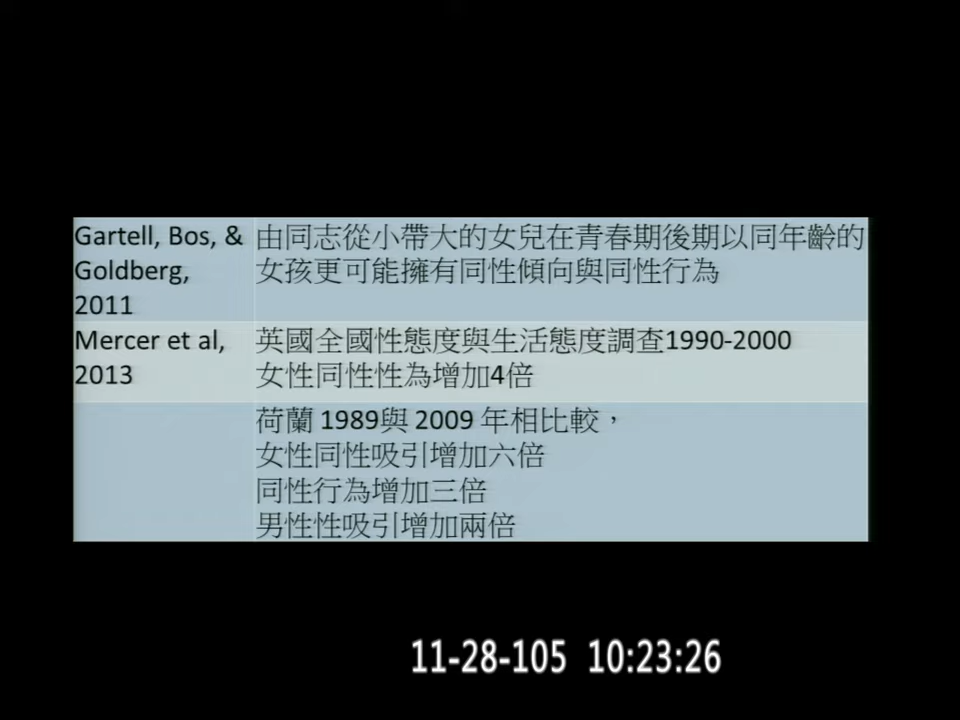 Gartell, Bos, &
Goldberg,
2011
由同志從小帶大的女兒在青春期後期以同年齡的
女孩更可能擁有同性傾向與同性行為
Mercer et al,
2013
英國全國性態度與生活態度調查1990-2000
女性同性性為增加4倍
荷蘭 1989與 2009 年相比較，
女性同性吸引增加六倍
同性行為增加三倍
男性性吸引增加兩倍
11-28-105 10:23:26